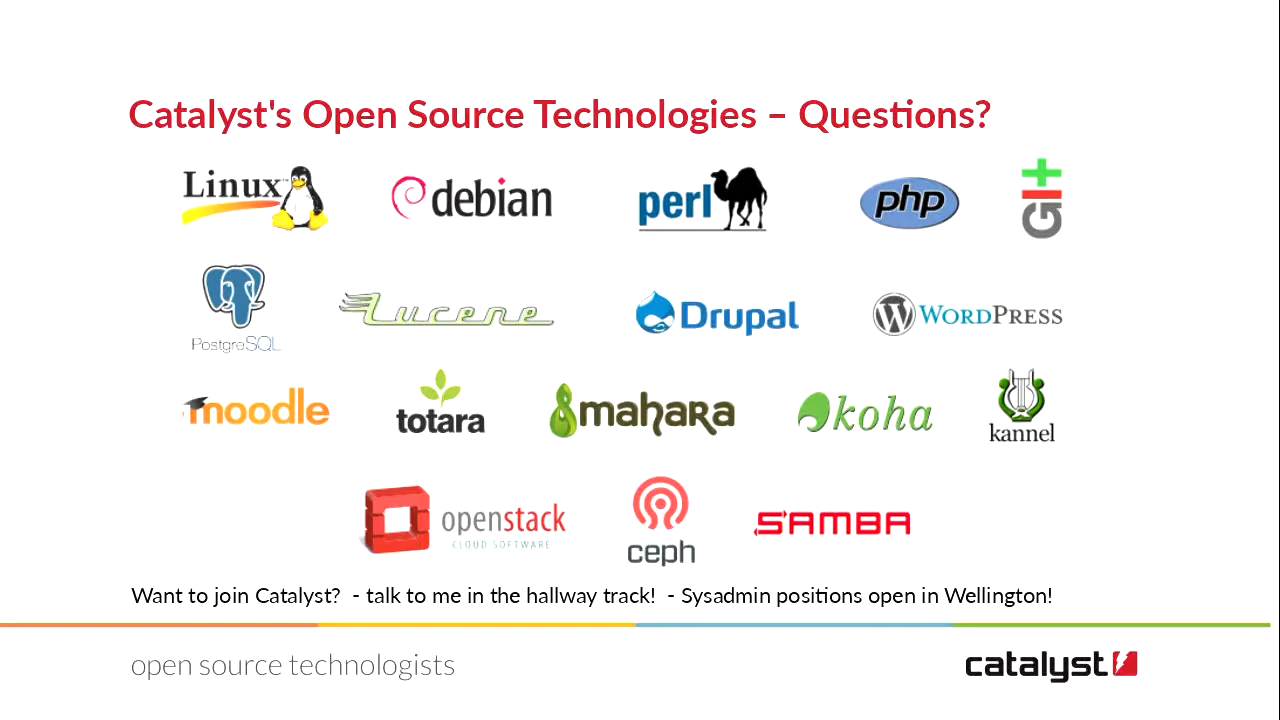 Catalyst's Open Source Technologies – Questions?
Linux™ debian perl php GIt
PostgreSQL Lucene Drupal WORDPRESS
moodle totara mahara koha kannel
openstack CLOUD SOFTWARE ceph SAMBA
Want to join Catalyst?  - talk to me in the hallway track!  - Sysadmin positions open in Wellington!
open source technologists catalyst